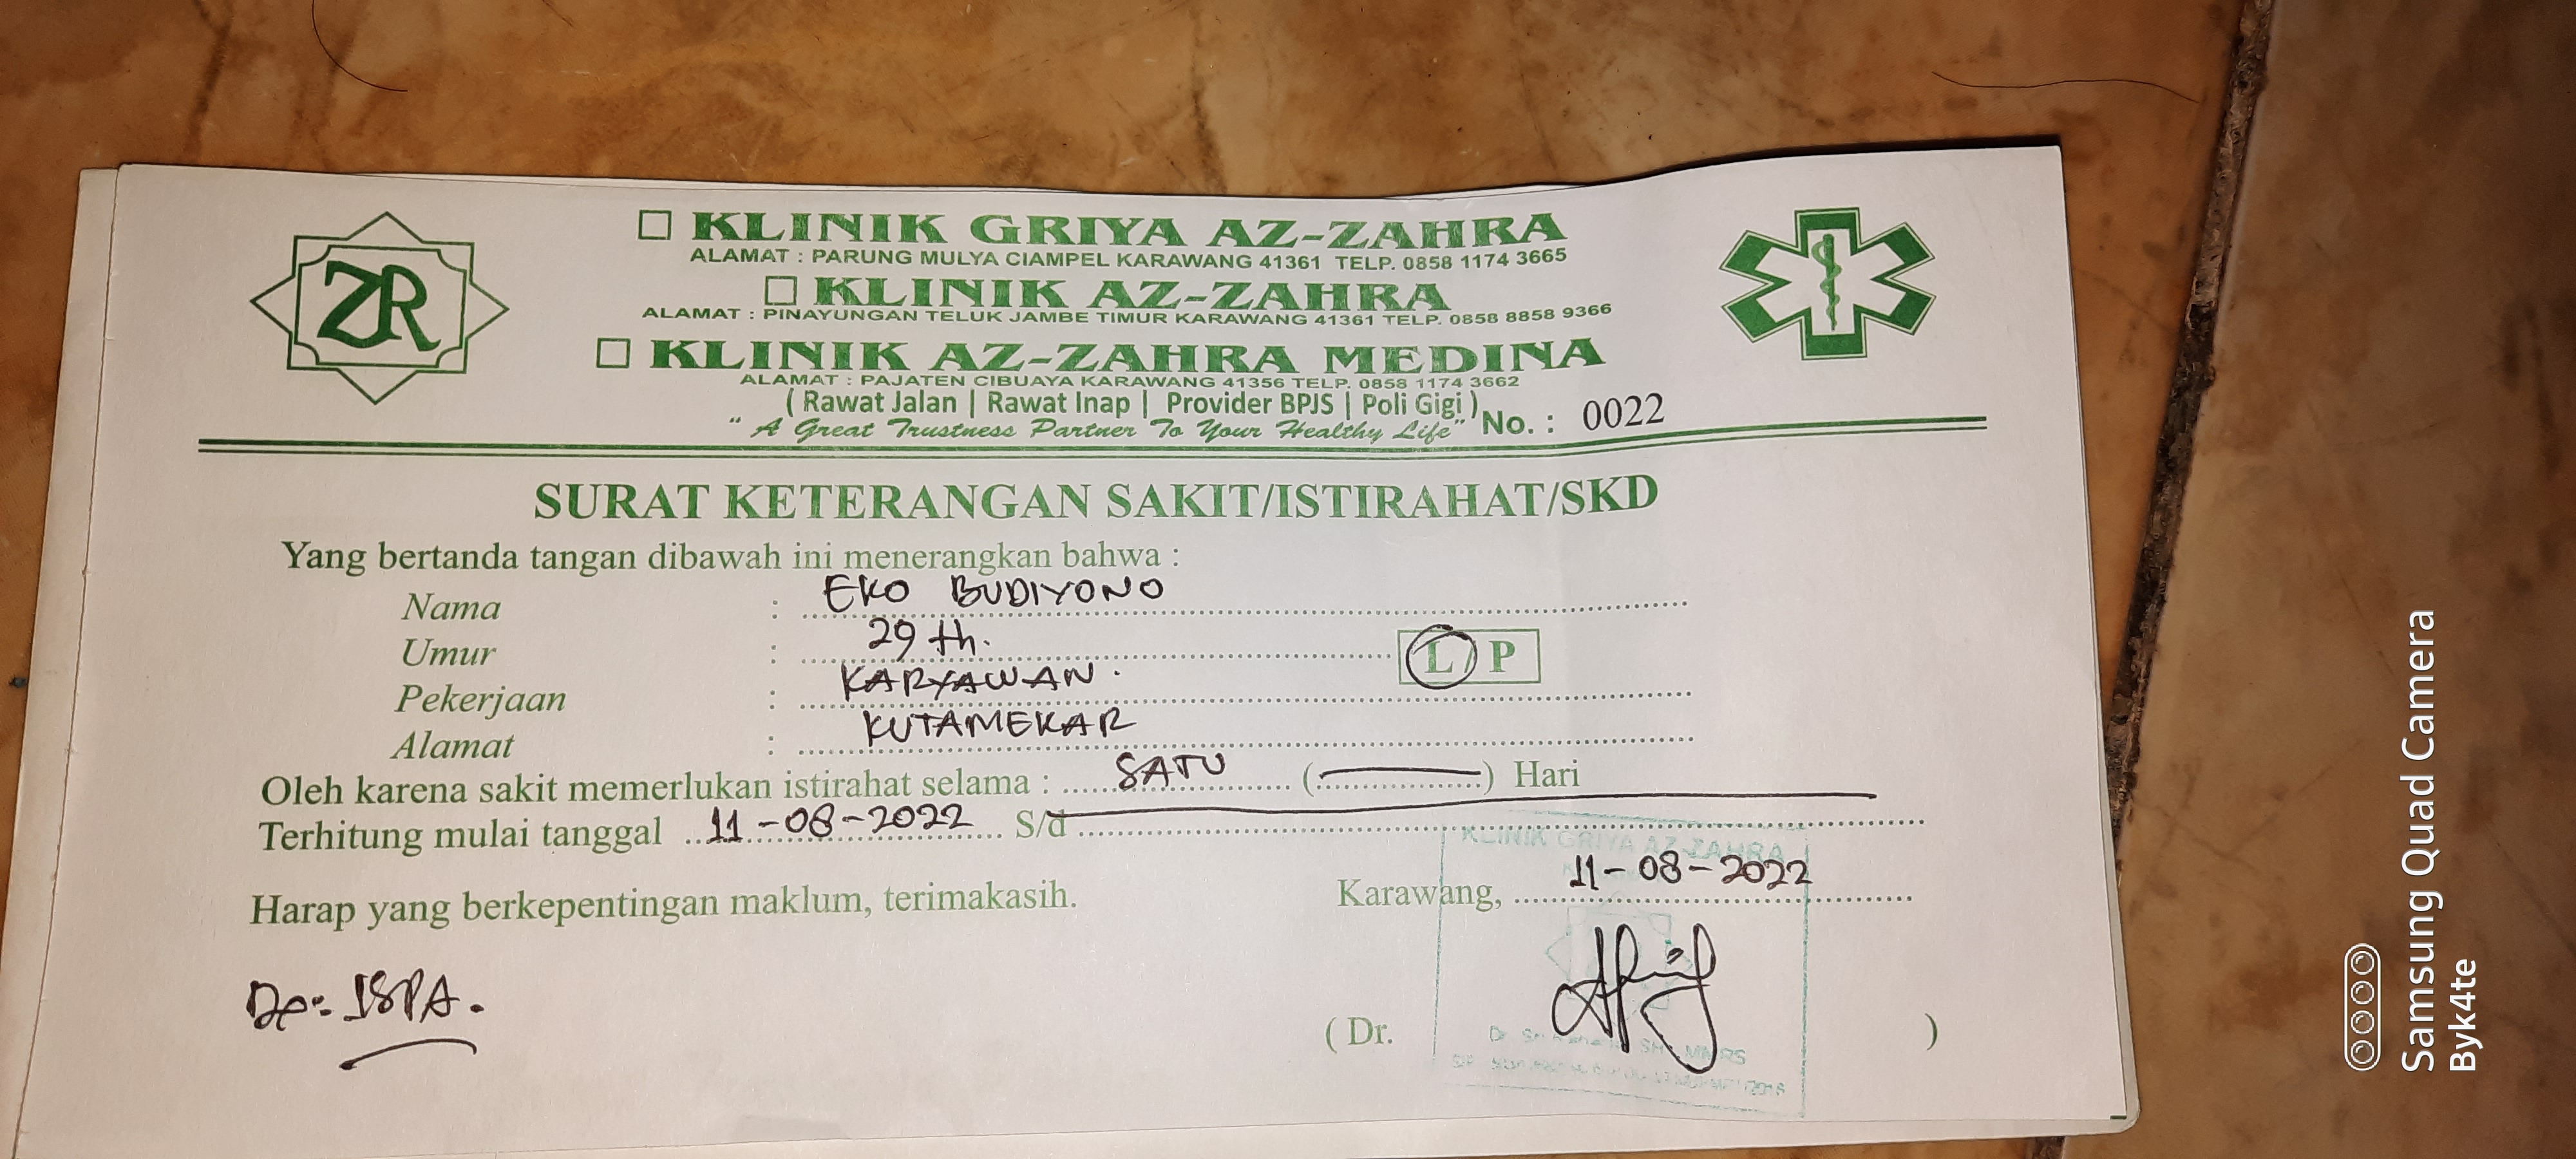 ZR
KLINIK GRIYA AZ-ZAHRA
ALAMAT : PARUNG MULYA CIAMPEL KARAWANG 41361 TELP. 0858 1174 3665
KLINIK AZ-ZAHRA
ALAMAT : PINAYUNGAN TELUK JAMBE TIMUR KARAWANG 41361 TELP. 0858 8858 9366
KLINIK AZ-ZAHRA MEDINA
ALAMAT : PAJATEN CIBUAYA KARAWANG 41356 TELP. 0858 1174 3662
( Rawat Jalan | Rawat Inap | Provider BPJS | Poli Gigi )
" A Great Trustness Partner To Your Healthy Life" No. : 0022
SURAT KETERANGAN SAKIT/ISTIRAHAT/SKD
Yang bertanda tangan dibawah ini menerangkan bahwa :
Nama : EKO BUDIYONO
Umur : 29 th. L/P
Pekerjaan : KARYAWAN.
Alamat : KUTAMEKAR
Oleh karena sakit memerlukan istirahat selama : SATU (..........) Hari
Terhitung mulai tanggal 11-08-2022 S/d
Harap yang berkepentingan maklum, terimakasih.
Karawang, 11-08-2022
KLINIK GRIYA AZ-ZAHRA
ISPA.
( Dr. )
Samsung Quad Camera
Byk4te